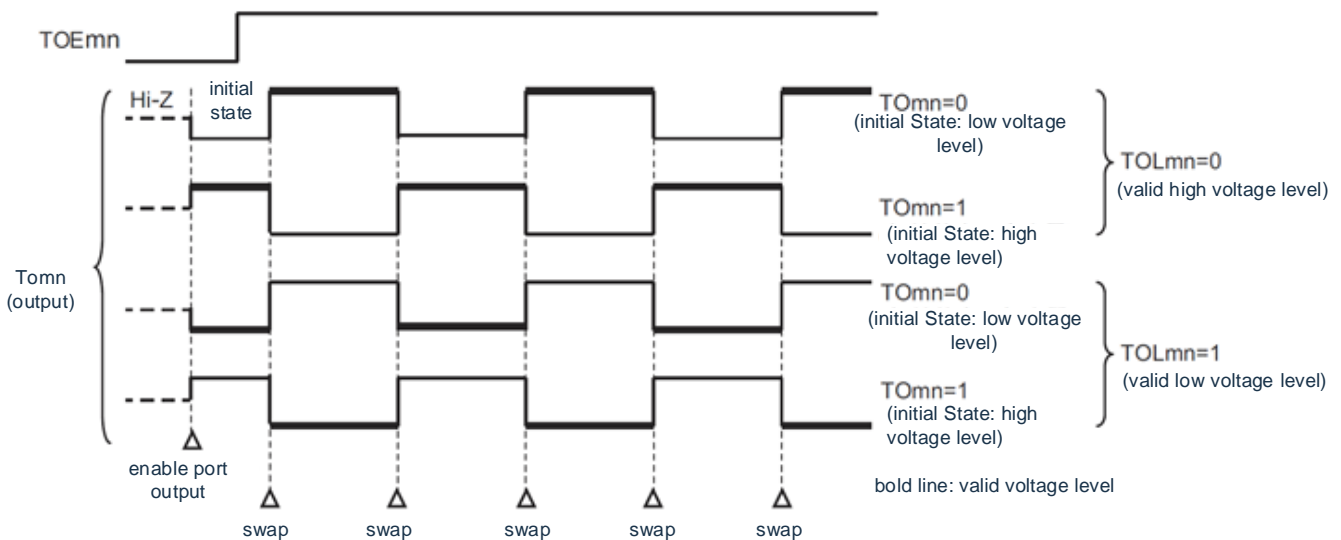 TOEmn
Hi-Z
initial
state
TOmn=0
(initial State: low voltage
level)
TOLmn=0
(valid high voltage level)
TOmn=1
(initial State: high
voltage level)
Tomn
(output)
TOmn=0
(initial State: low voltage
level)
TOLmn=1
(valid low voltage level)
TOmn=1
(initial State: high
voltage level)
enable port
output
bold line: valid voltage level
swap
swap
swap
swap
swap